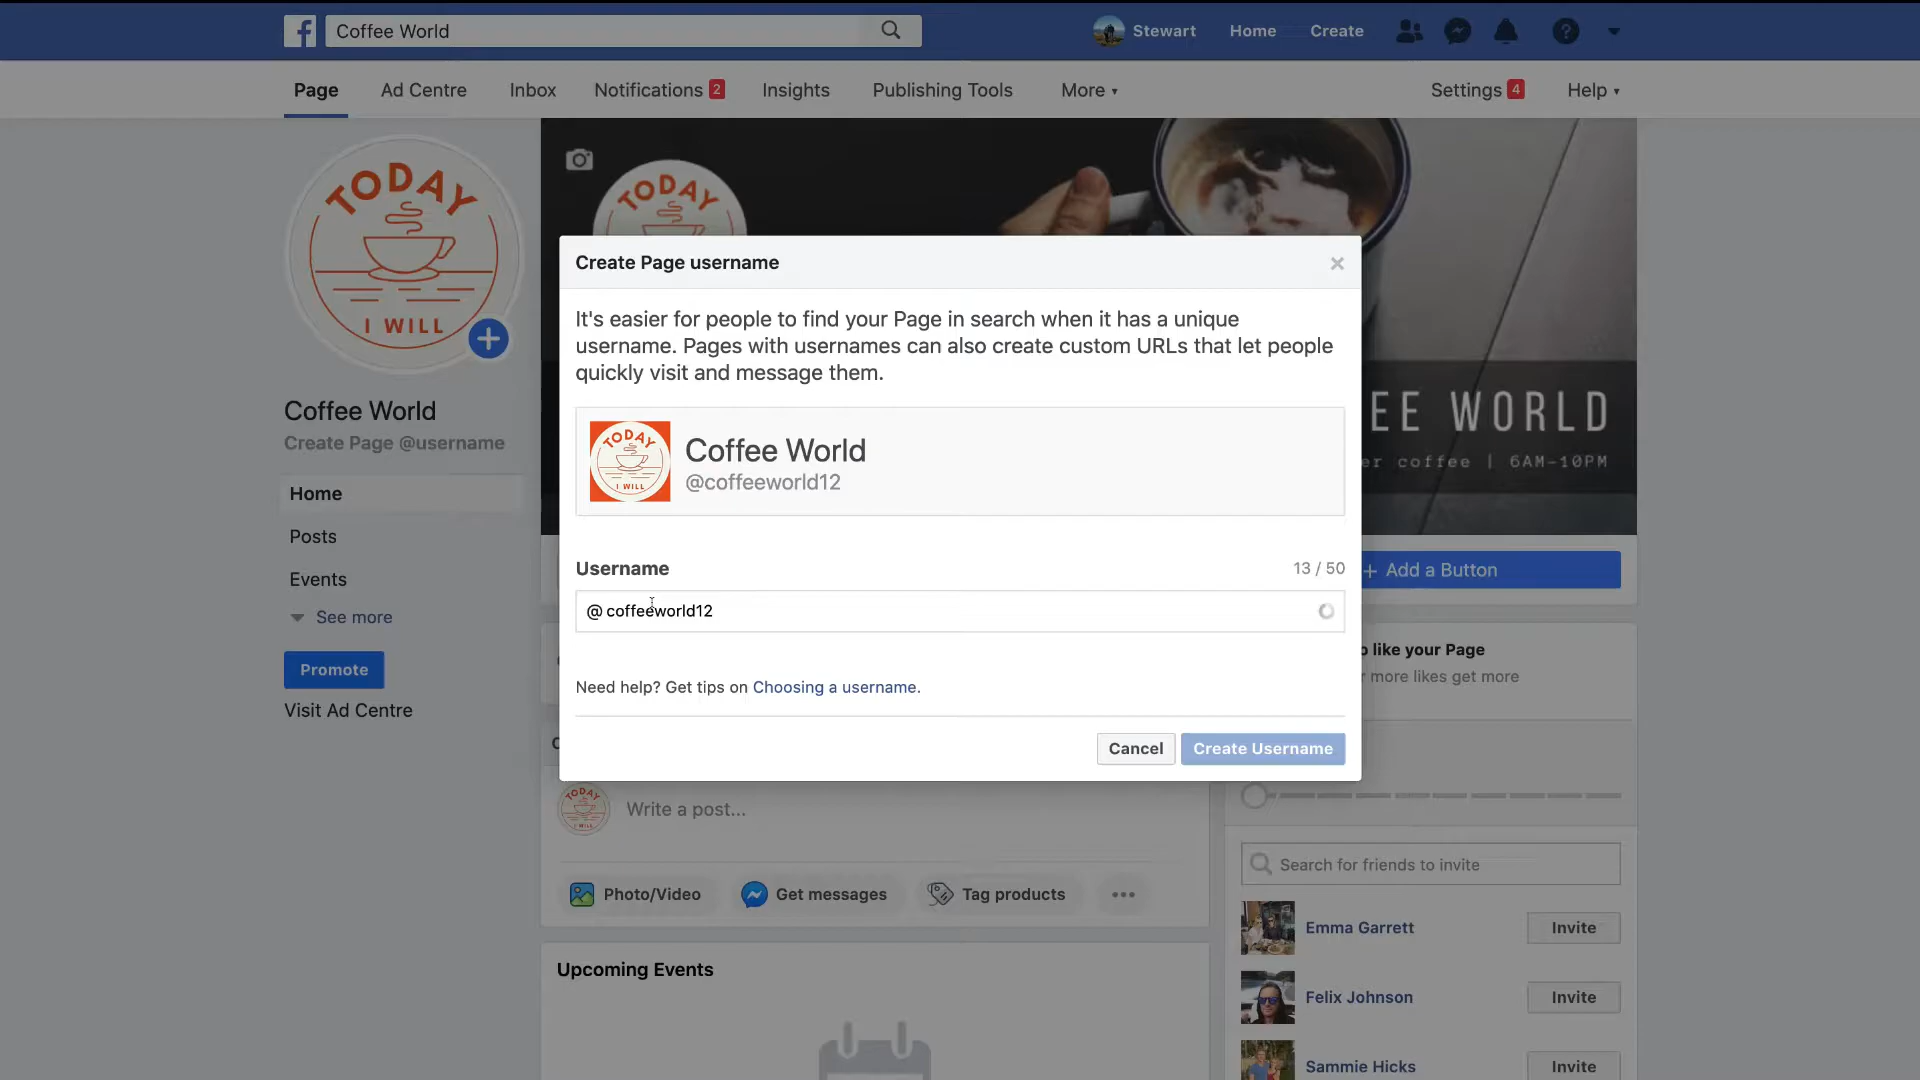 Coffee World
Stewart
Home
Create
Page
Ad Centre
Inbox
Notifications 2
Insights
Publishing Tools
More
Settings 4
Help
TODAY
I WILL
TODAY
Coffee World
Create Page @username
Home
Posts
Events
See more
Promote
Visit Ad Centre
EE WORLD
er coffee | 6AM-10PM
+ Add a Button
Create Page username
It's easier for people to find your Page in search when it has a unique
username. Pages with usernames can also create custom URLs that let people
quickly visit and message them.
TODAY
I WILL
Coffee World
@coffeeworld12
Username
13 / 50
@ coffeeworld12
Need help? Get tips on Choosing a username.
Cancel
Create Username
like your Page
more likes get more
TODAY
Write a post...
Photo/Video
Get messages
Tag products
Upcoming Events
Search for friends to invite
Emma Garrett
Invite
Felix Johnson
Invite
Sammie Hicks
Invite